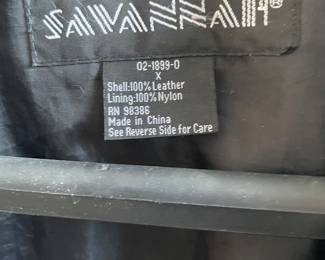 SAVANNAH®
02-1899-0
X
Shell:100% Leather
Lining:100% Nylon
RN 98386
Made in China
See Reverse Side for Care